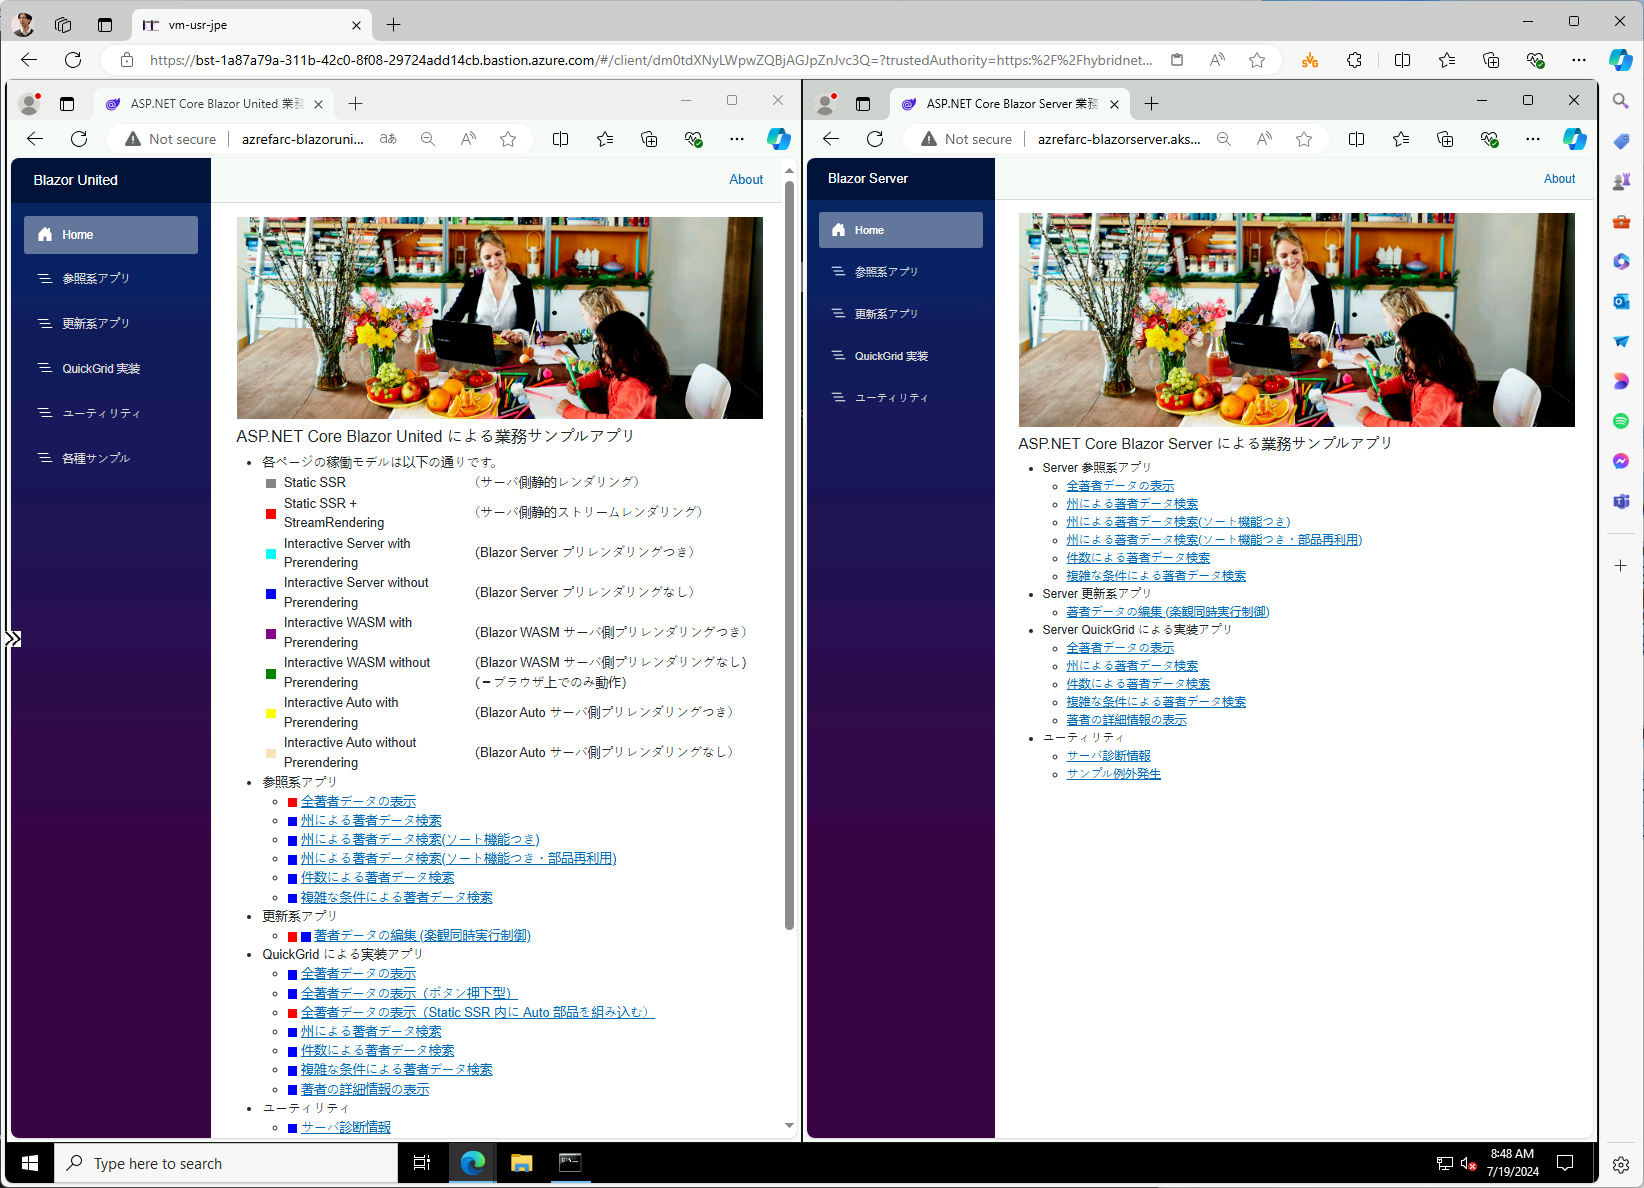 vm-usr-jpe
https://bst-1a87a79a-311b-42c0-8f08-29724add14cb.bastion.azure.com/#/client/dm0tdXNyLWpwZQBjAGJpZnJvc3Q=?trustedAuthority=https:%2F%2Fhybridnet...
ASP.NET Core Blazor United 業務
Not secure
azrefarc-blazoruni...
Blazor United
About
Home
参照系アプリ
更新系アプリ
QuickGrid 実装
ユーティリティ
各種サンプル
ASP.NET Core Blazor United による業務サンプルアプリ
各ページの稼働モデルは以下の通りです。
Static SSR (サーバ側静的レンダリング)
Static SSR +
StreamRendering
(サーバ側静的ストリームレンダリング)
Interactive Server with
Prerendering
(Blazor Server プリレンダリングつき)
Interactive Server without
Prerendering
(Blazor Server プリレンダリングなし)
Interactive WASM with
Prerendering
(Blazor WASM サーバ側プリレンダリングつき)
Interactive WASM without
Prerendering
(Blazor WASM サーバ側プリレンダリングなし)
(＝ブラウザ上でのみ動作)
Interactive Auto with
Prerendering
(Blazor Auto サーバ側プリレンダリングつき)
Interactive Auto without
Prerendering
(Blazor Auto サーバ側プリレンダリングなし)
参照系アプリ
全著者データの表示
州による著者データ検索
州による著者データ検索(ソート機能つき)
州による著者データ検索(ソート機能つき・部品再利用)
件数による著者データ検索
複雑な条件による著者データ検索
更新系アプリ
著者データの編集 (楽観同時実行制御)
QuickGrid による実装アプリ
全著者データの表示
全著者データの表示（ボタン押下型）
全著者データの表示（Static SSR 内に Auto 部品を組み込む）
州による著者データ検索
件数による著者データ検索
複雑な条件による著者データ検索
著者の詳細情報の表示
ユーティリティ
サーバ診断情報
ASP.NET Core Blazor Server 業務
Not secure
azrefarc-blazorserver.aks...
Blazor Server
About
Home
参照系アプリ
更新系アプリ
QuickGrid 実装
ユーティリティ
ASP.NET Core Blazor Server による業務サンプルアプリ
Server 参照系アプリ
全著者データの表示
州による著者データ検索
州による著者データ検索(ソート機能つき)
州による著者データ検索(ソート機能つき・部品再利用)
件数による著者データ検索
複雑な条件による著者データ検索
Server 更新系アプリ
著者データの編集 (楽観同時実行制御)
Server QuickGrid による実装アプリ
全著者データの表示
州による著者データ検索
件数による著者データ検索
複雑な条件による著者データ検索
著者の詳細情報の表示
ユーティリティ
サーバ診断情報
サンプル例外発生
Type here to search
8:48 AM
7/19/2024